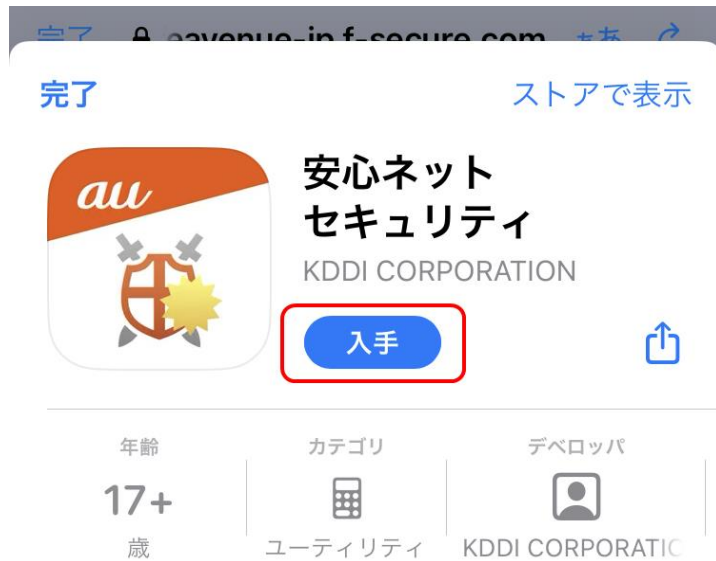 完了
ストアで表示
au
安心ネット
セキュリティ
KDDI CORPORATION
入手
年齢
カテゴリ
デベロッパ
17+
歳
ユーティリティ
KDDI CORPORATIO